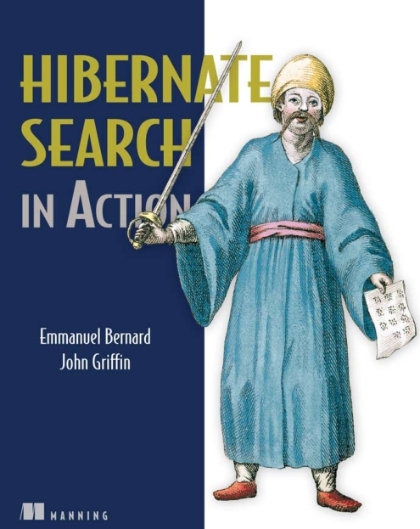 HIBERNATE
SEARCH
IN ACTION
Emmanuel Bernard
John Griffin
MANNING